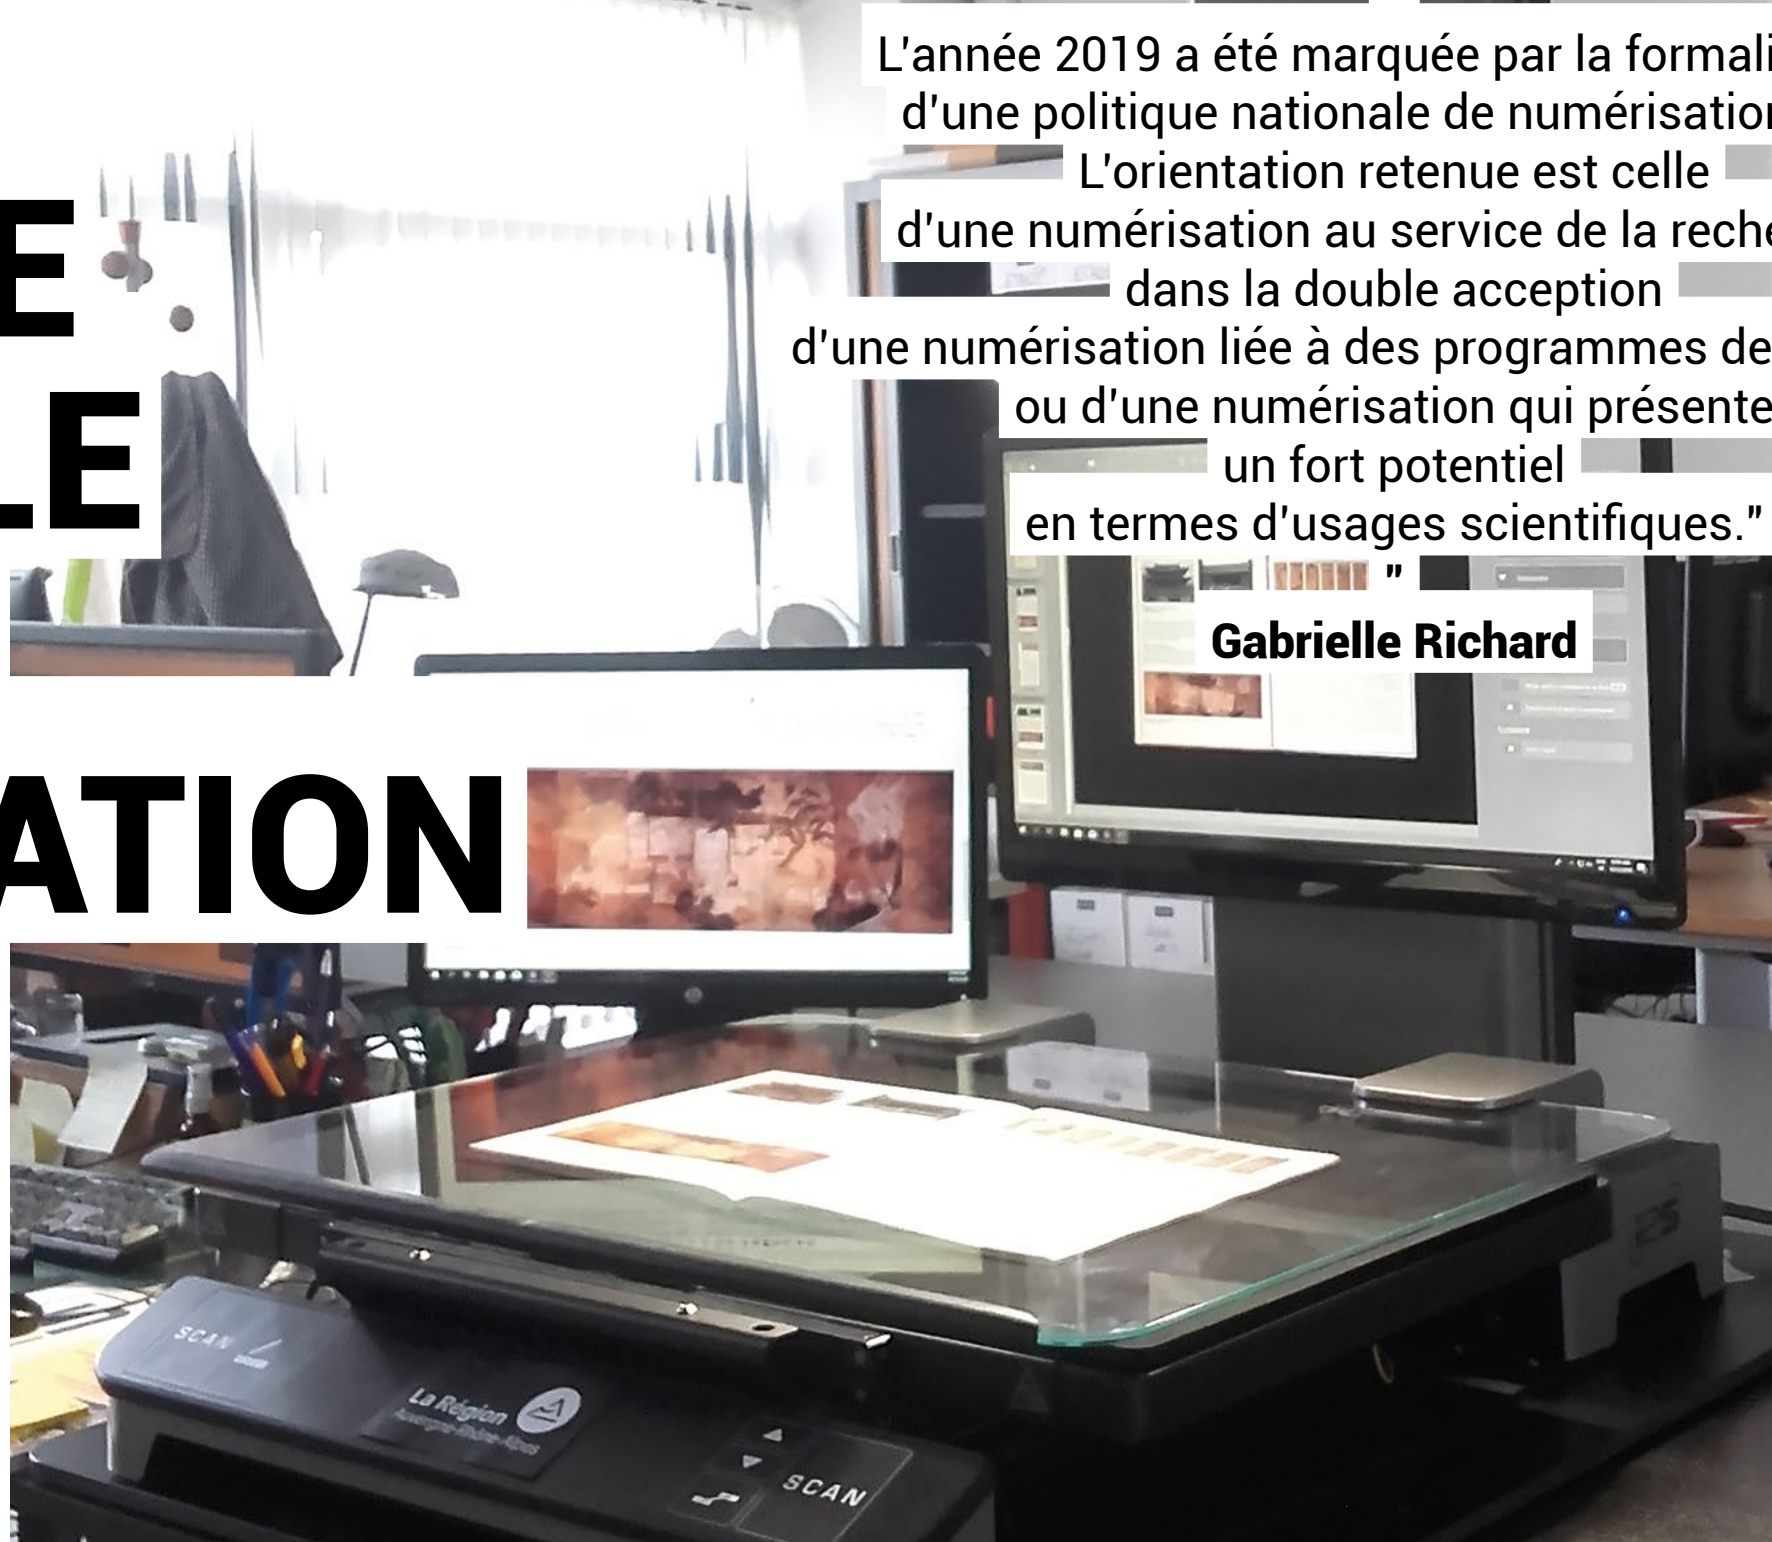 L'année 2019 a été marquée par la formali
d'une politique nationale de numérisation
L'orientation retenue est celle
d'une numérisation au service de la reche
dans la double acception
d'une numérisation liée à des programmes de
ou d'une numérisation qui présente
un fort potentiel
en termes d'usages scientifiques."
"
Gabrielle Richard
E
LE
ATION
SCAN
La Région
Auvergne-Rhône-Alpes
SCAN